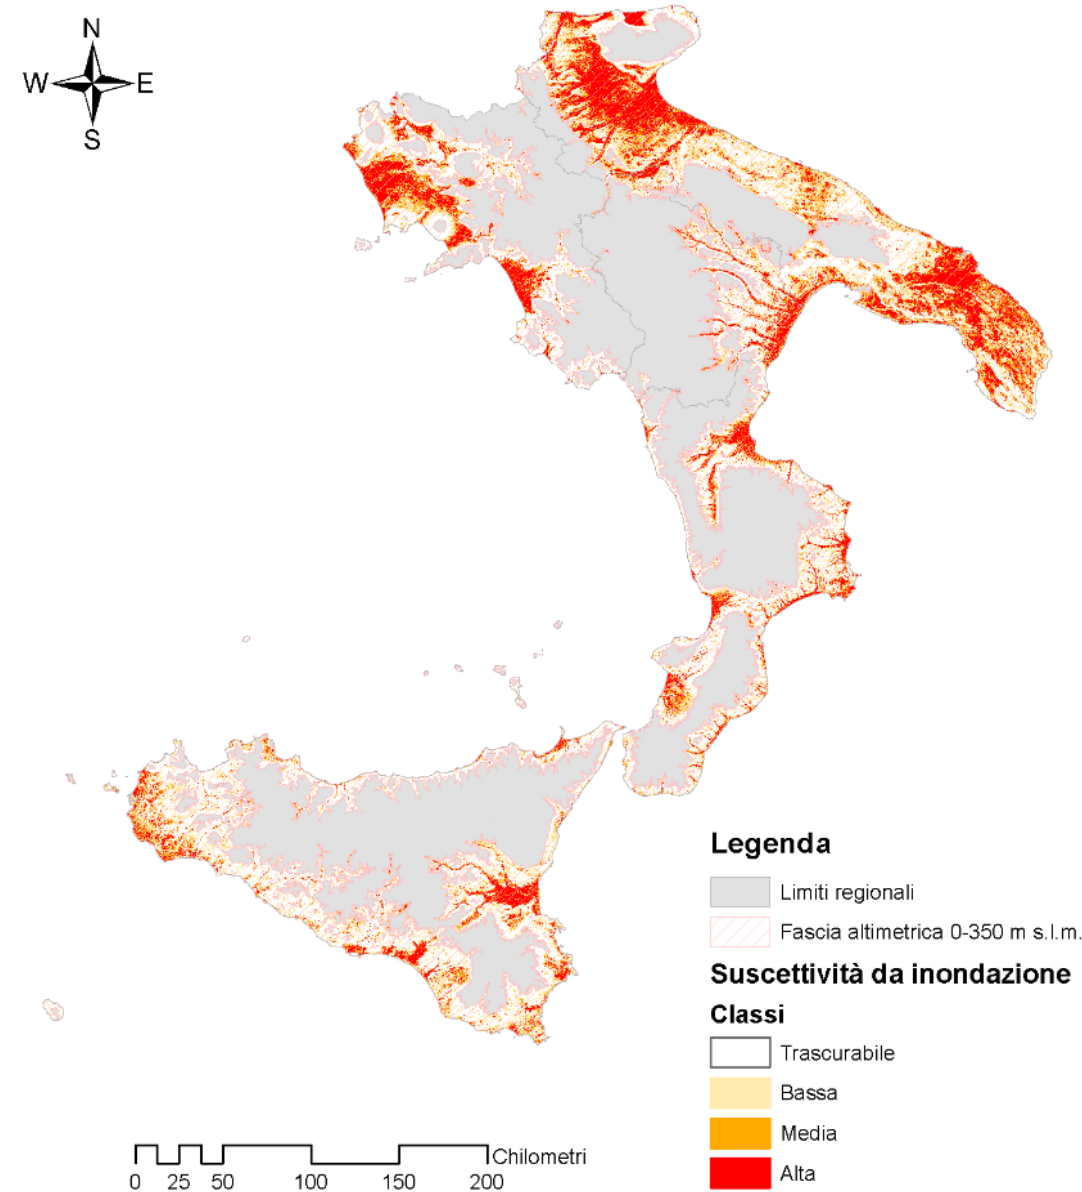 N
W E
S
Legenda
Limiti regionali
Fascia altimetrica 0-350 m s.l.m.
Suscettività da inondazione
Classi
Trascurabile
Bassa
Media
Alta
Chilometri
0 25 50 100 150 200